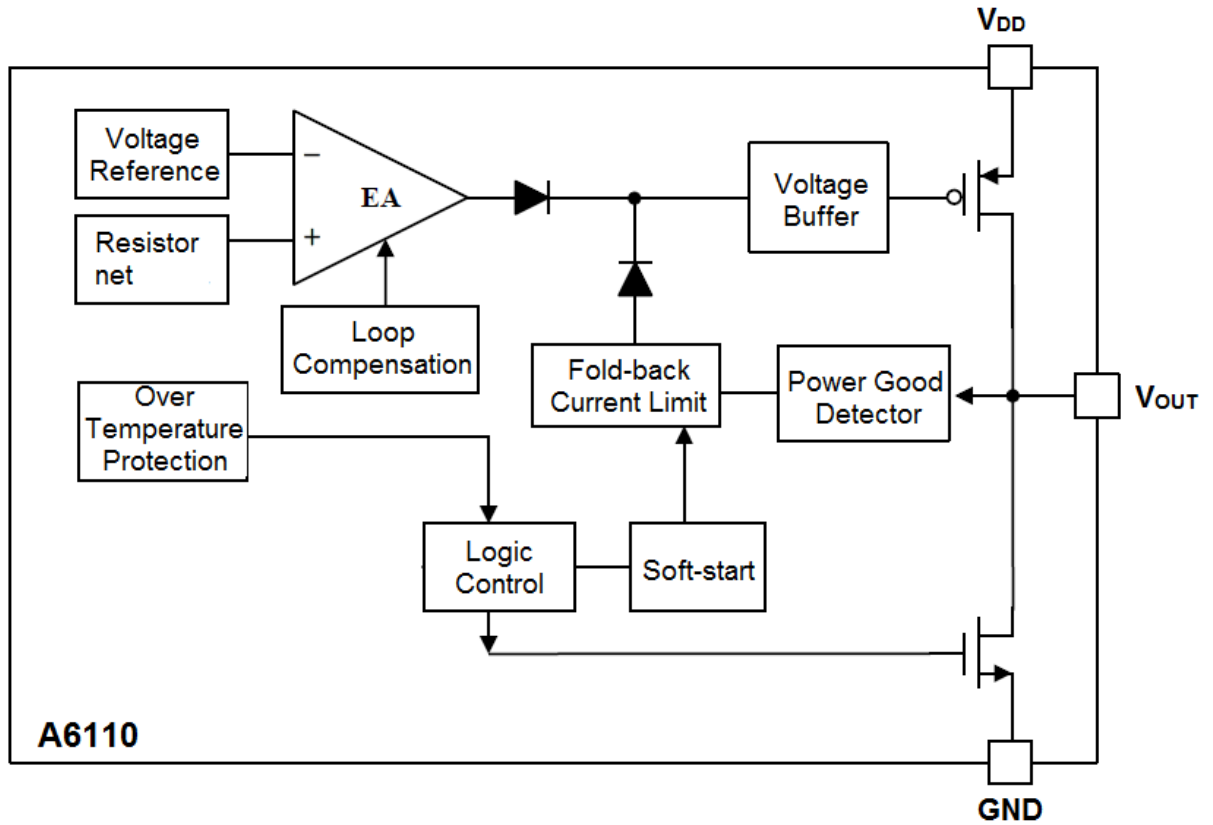 VDD
Voltage
Reference
−
EA
Voltage
Buffer
Resistor
net
+
Loop
Compensation
Fold-back
Current Limit
Power Good
Detector
VOUT
Over
Temperature
Protection
Logic
Control
Soft-start
A6110
GND